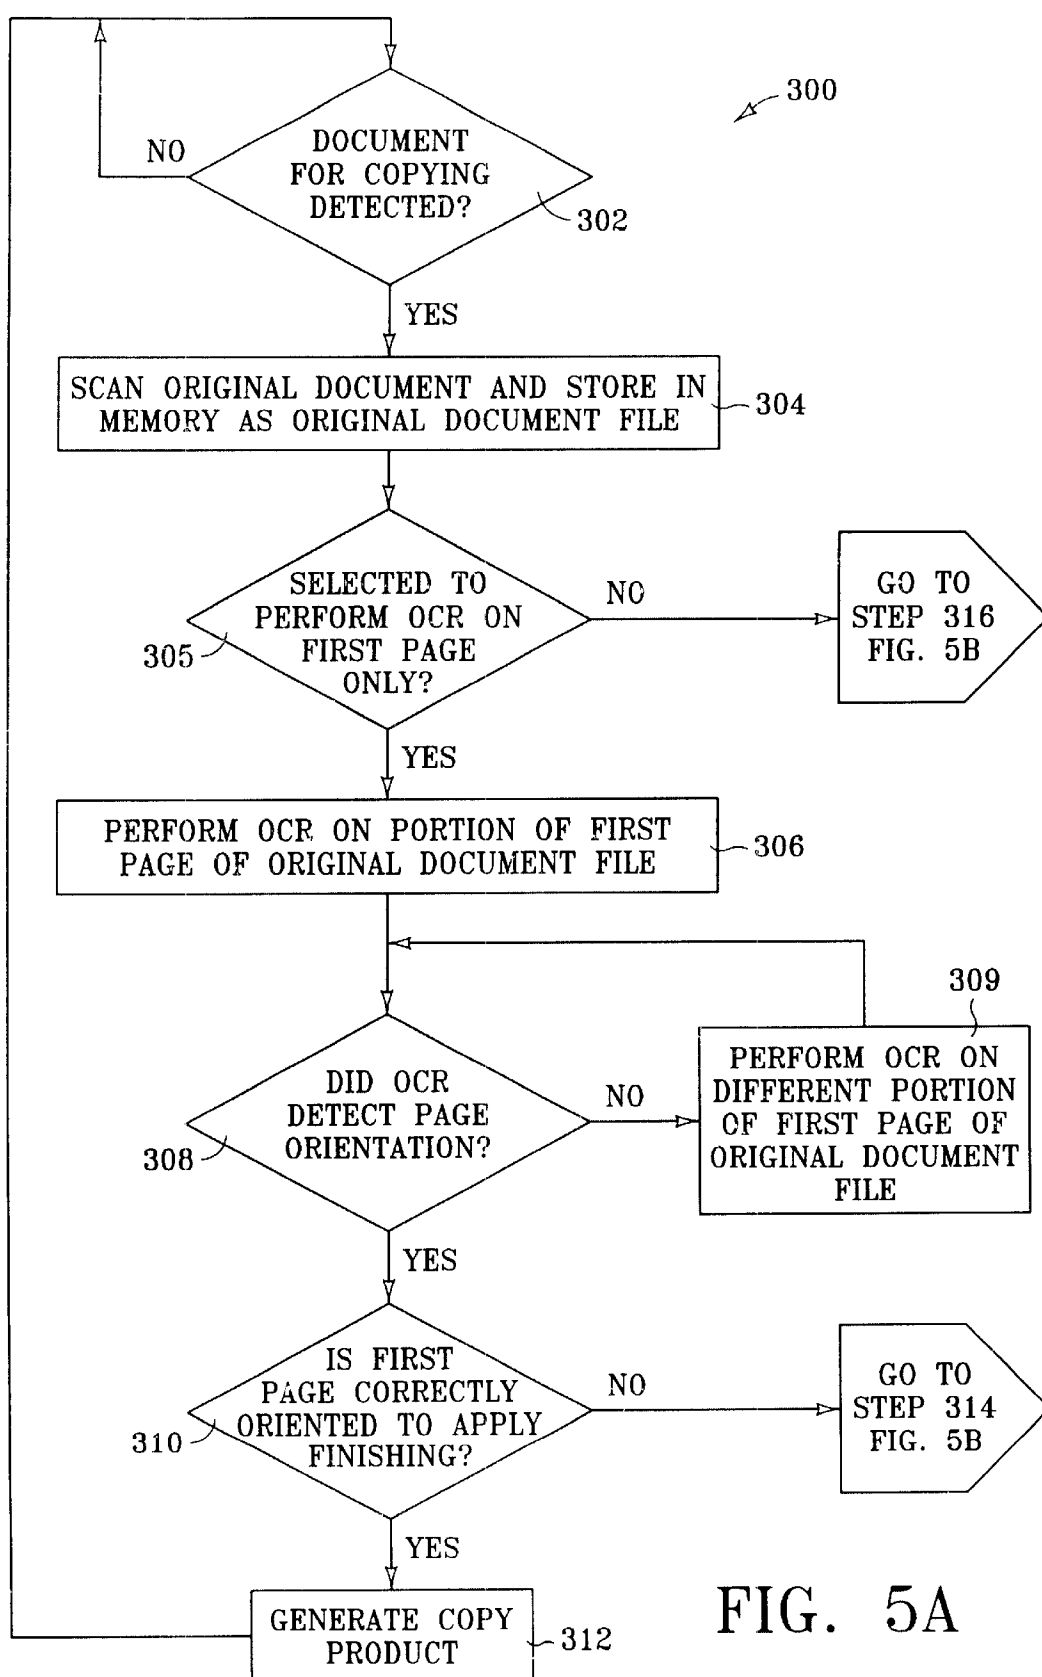 300
DOCUMENT
FOR COPYING
DETECTED?
302
NO
YES
SCAN ORIGINAL DOCUMENT AND STORE IN
MEMORY AS ORIGINAL DOCUMENT FILE
304
SELECTED TO
PERFORM OCR ON
FIRST PAGE
ONLY?
305
NO
GO TO
STEP 316
FIG. 5B
YES
PERFORM OCR ON PORTION OF FIRST
PAGE OF ORIGINAL DOCUMENT FILE
306
DID OCR
DETECT PAGE
ORIENTATION?
308
NO
309
PERFORM OCR ON
DIFFERENT PORTION
OF FIRST PAGE OF
ORIGINAL DOCUMENT
FILE
YES
IS FIRST
PAGE CORRECTLY
ORIENTED TO APPLY
FINISHING?
310
NO
GO TO
STEP 314
FIG. 5B
YES
GENERATE COPY
PRODUCT
312
FIG. 5A